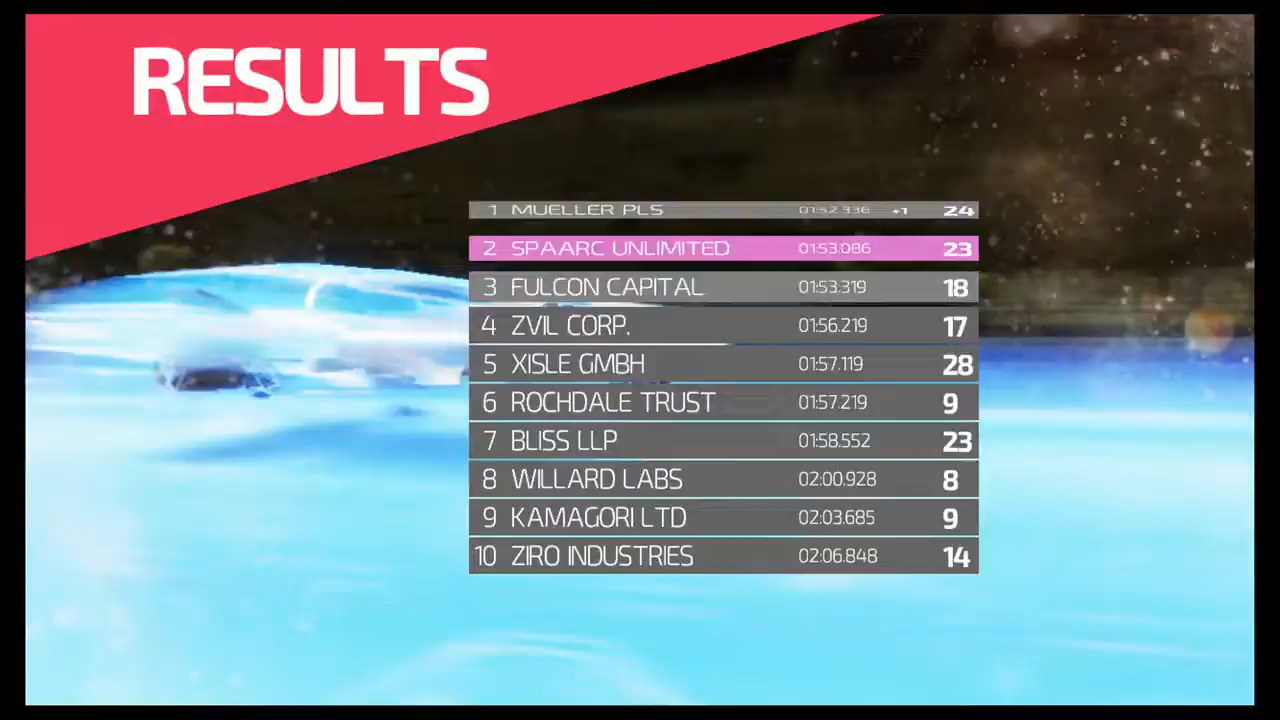 RESULTS
1 MUELLER PLS 01:52.336 +1 24
2 SPAARC UNLIMITED 01:53.086 23
3 FULCON CAPITAL 01:53.319 18
4 ZVIL CORP. 01:56.219 17
5 XISLE GMBH 01:57.119 28
6 ROCHDALE TRUST 01:57.219 9
7 BLISS LLP 01:58.552 23
8 WILLARD LABS 02:00.928 8
9 KAMAGORI LTD 02:03.685 9
10 ZIRO INDUSTRIES 02:06.848 14